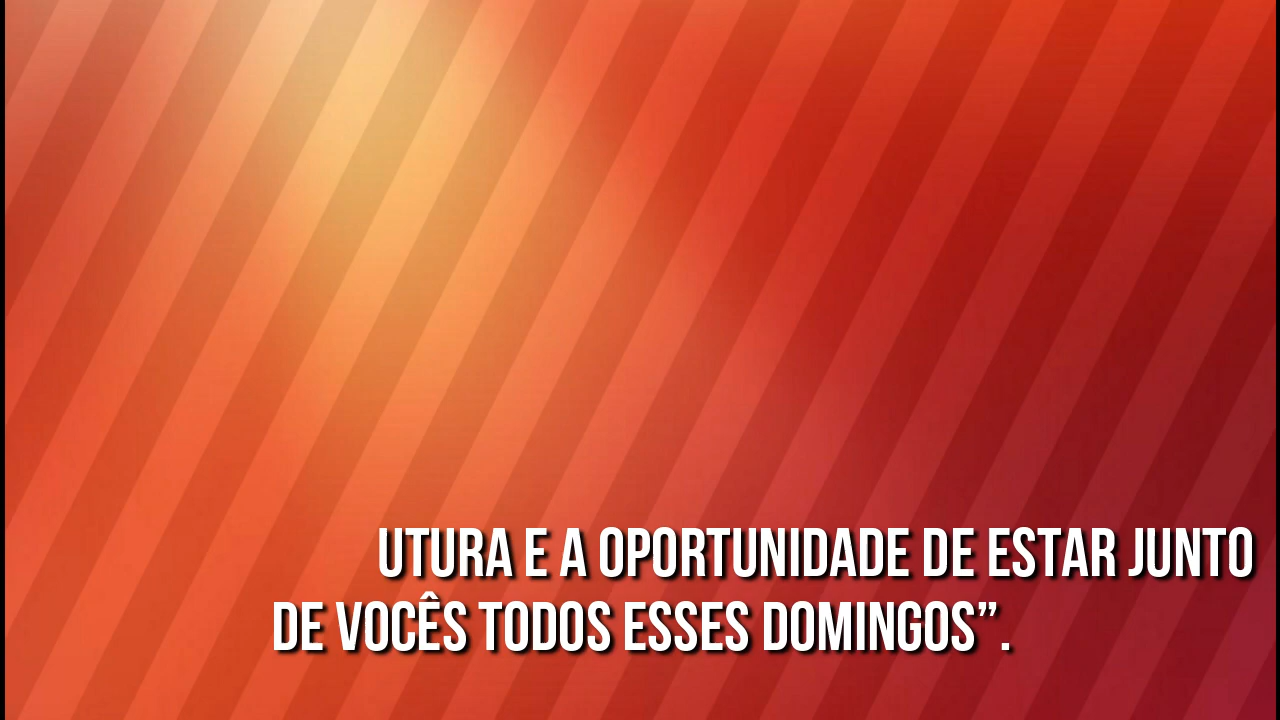 UTURA E A OPORTUNIDADE DE ESTAR JUNTO
DE VOCÊS TODOS ESSES DOMINGOS”.